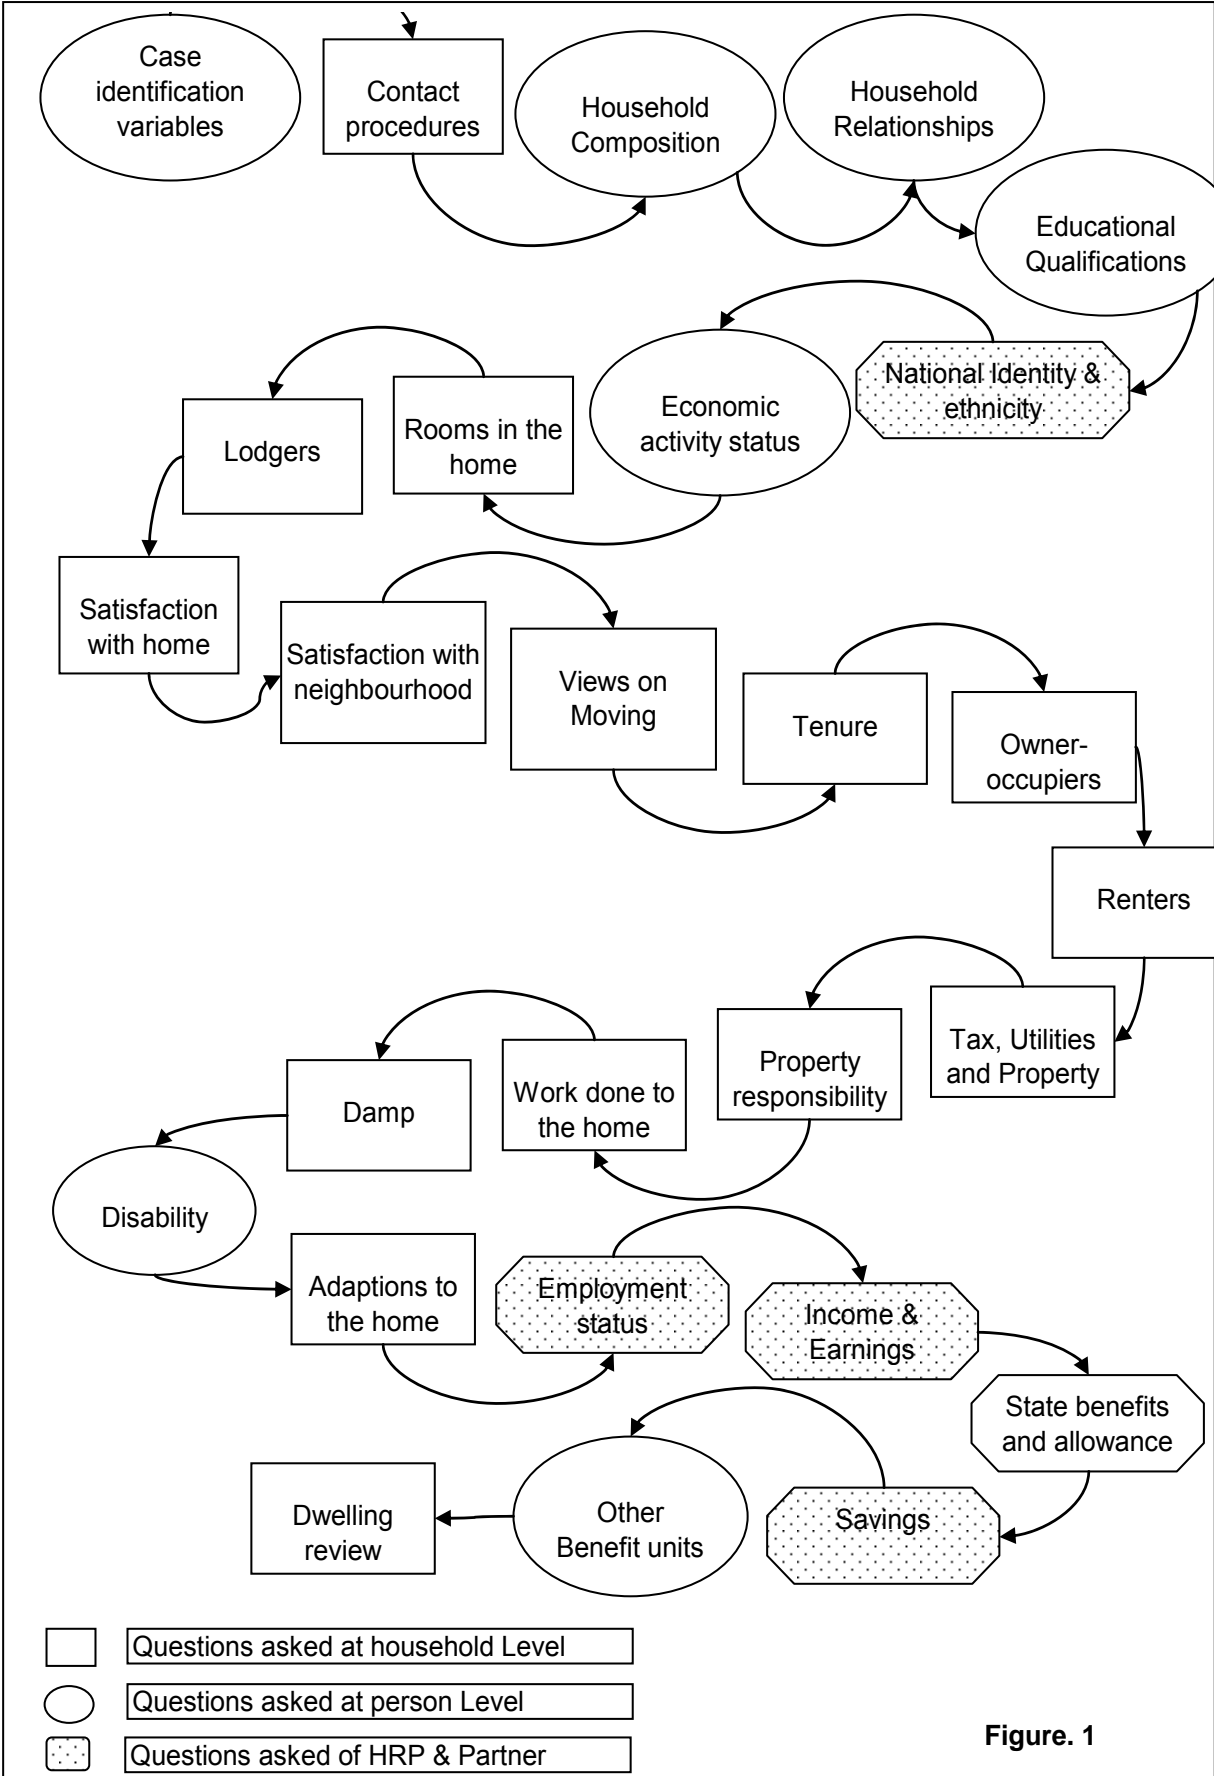 Case
identification
variables
Contact
procedures
Household
Composition
Household
Relationships
Educational
Qualifications
National Identity &
ethnicity
Economic
activity status
Rooms in the
home
Lodgers
Satisfaction
with home
Satisfaction with
neighbourhood
Views on
Moving
Tenure
Owner-
occupiers
Renters
Tax, Utilities
and Property
Property
responsibility
Work done to
the home
Damp
Disability
Adaptions to
the home
Employment
status
Income &
Earnings
State benefits
and allowance
Savings
Other
Benefit units
Dwelling
review
Questions asked at household Level
Questions asked at person Level
Questions asked of HRP & Partner
Figure. 1